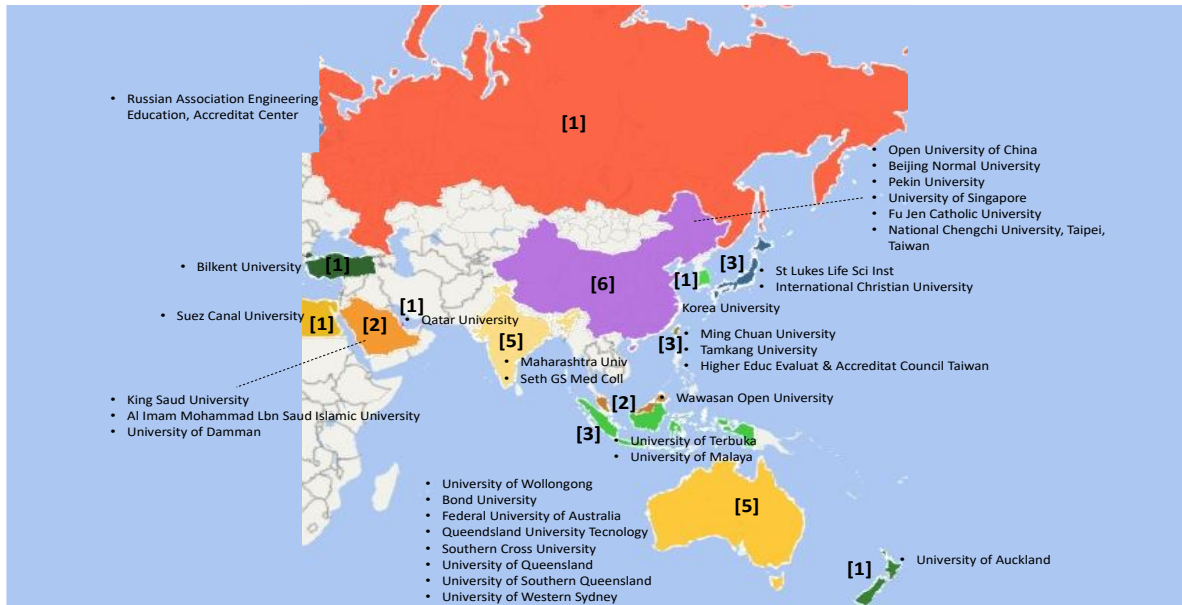 • Russian Association Engineering
Education, Accreditat Center
[1]
• Open University of China
• Beijing Normal University
• Pekin University
• University of Singapore
• Fu Jen Catholic University
• National Chengchi University, Taipei,
Taiwan
• Bilkent University
[1]
[6]
[1]
[3]
• St Lukes Life Sci Inst
• International Christian University
Korea University
• Suez Canal University
[1]
[2]
[1]
• Qatar University
[5]
• Maharashtra Univ
• Seth GS Med Coll
[3]
• Ming Chuan University
• Tamkang University
• Higher Educ Evaluat & Accreditat Council Taiwan
• King Saud University
• Al Imam Mohammad Lbn Saud Islamic University
• University of Damman
[2]
• Wawasan Open University
[3]
• University of Terbuka
• University of Malaya
• University of Wollongong
• Bond University
• Federal University of Australia
• Queendsland University Tecnology
• Southern Cross University
• University of Queensland
• University of Southern Queensland
• University of Western Sydney
[5]
[1]
• University of Auckland